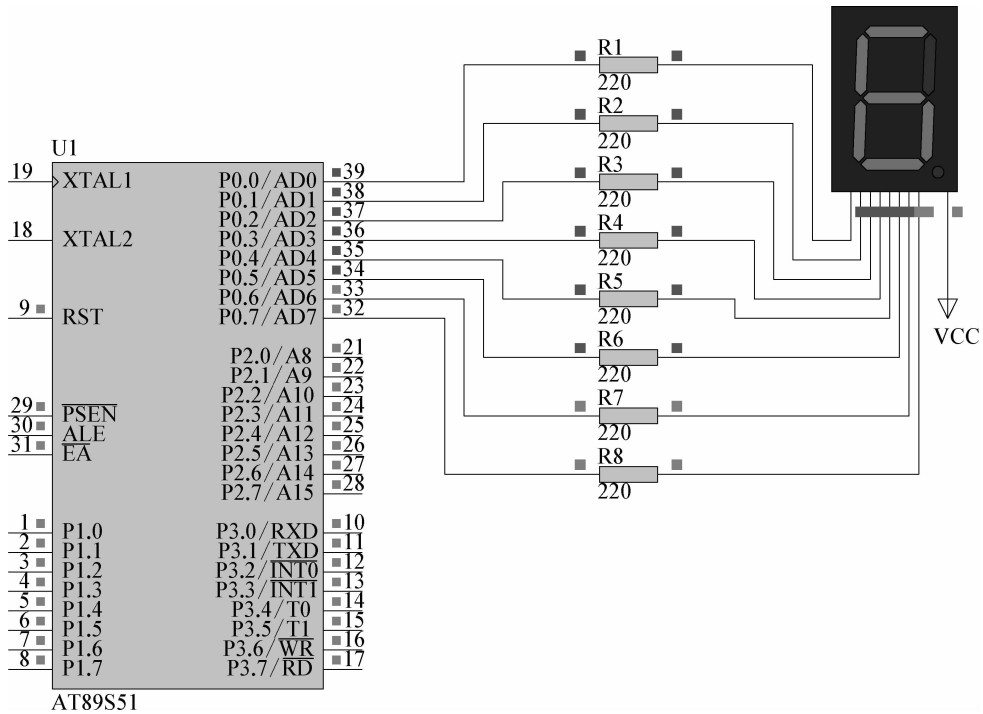 R1
220
R2
220
R3
220
R4
220
R5
220
R6
220
R7
220
R8
220
VCC
U1
19 XTAL1
18 XTAL2
9 RST
29 PSEN
30 ALE
31 EA
1 P1.0
2 P1.1
3 P1.2
4 P1.3
5 P1.4
6 P1.5
7 P1.6
8 P1.7
P0.0/AD0 39
P0.1/AD1 38
P0.2/AD2 37
P0.3/AD3 36
P0.4/AD4 35
P0.5/AD5 34
P0.6/AD6 33
P0.7/AD7 32
P2.0/A8 21
P2.1/A9 22
P2.2/A10 23
P2.3/A11 24
P2.4/A12 25
P2.5/A13 26
P2.6/A14 27
P2.7/A15 28
P3.0/RXD 10
P3.1/TXD 11
P3.2/INT0 12
P3.3/INT1 13
P3.4/T0 14
P3.5/T1 15
P3.6/WR 16
P3.7/RD 17
AT89S51